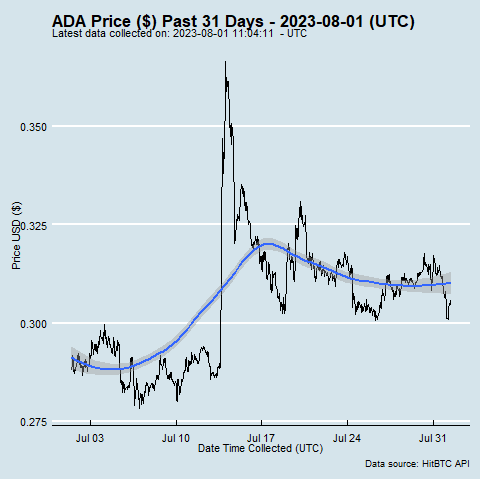 ADA Price ($) Past 31 Days - 2023-08-01 (UTC)
Latest data collected on: 2023-08-01 11:04:11  - UTC
0.350
0.325
0.300
0.275
Price USD ($)
Jul 03
Jul 10
Jul 17
Jul 24
Jul 31
Date Time Collected (UTC)
Data source: HitBTC API